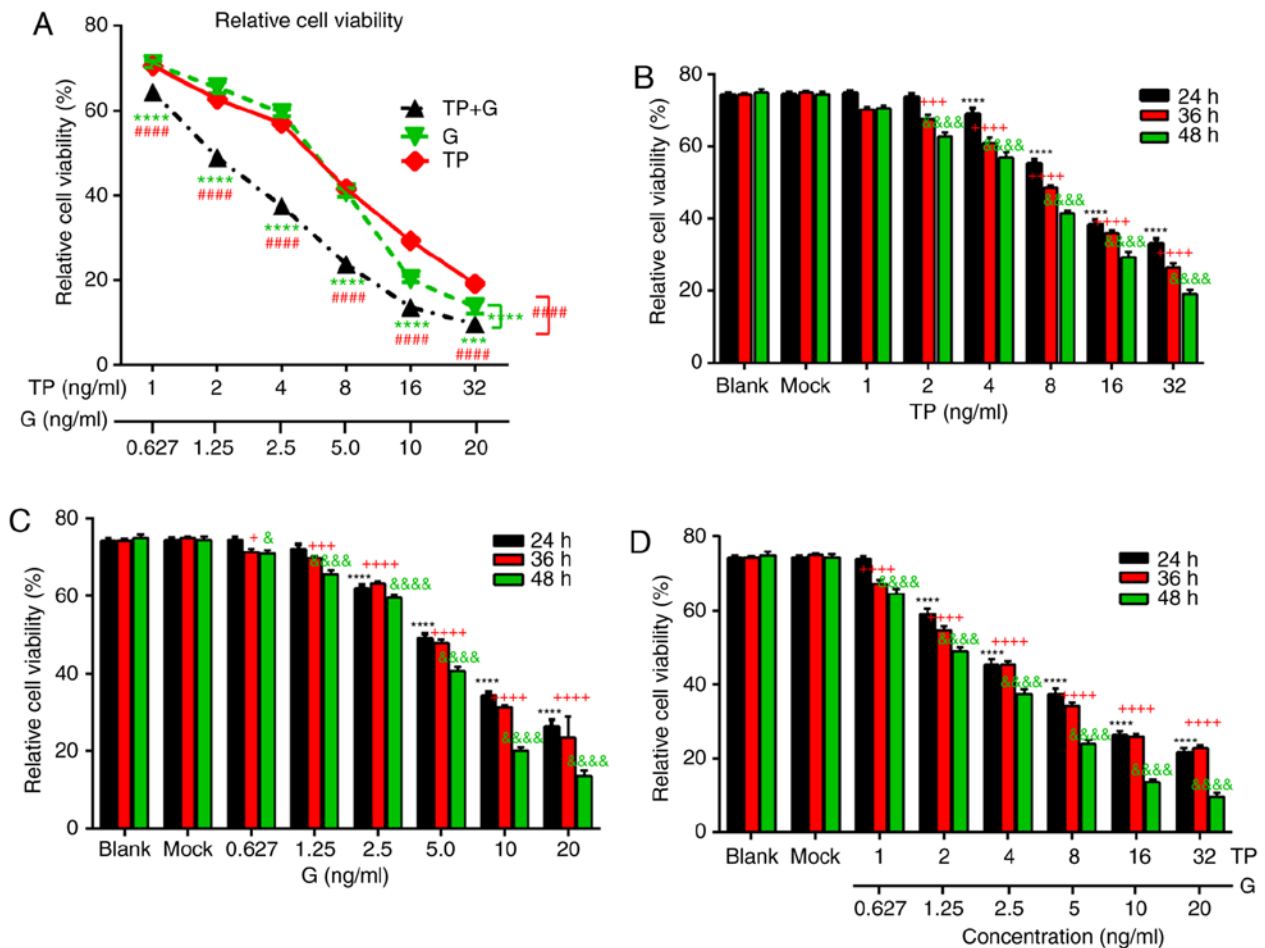 A
Relative cell viability
Relative cell viability (%)
80
60
40
20
0
TP+G
G
TP
****
####
****
####
****
####
****
####
****
####
***
####
****
####
TP (ng/ml) 1 2 4 8 16 32
G (ng/ml)
0.627 1.25 2.5 5.0 10 20
B
Relative cell viability (%)
80
60
40
20
0
24 h
36 h
48 h
+++
&&&&
****
++++
&&&&
****
++++
&&&&
****
++++
&&&&
****
++++
&&&&
Blank Mock 1 2 4 8 16 32
TP (ng/ml)
C
Relative cell viability (%)
80
60
40
20
0
24 h
36 h
48 h
+ &
+++
&&&&
****
++++
&&&&
****
++++
&&&&
****
++++
&&&&
****
++++
&&&&
Blank Mock 0.627 1.25 2.5 5.0 10 20
G (ng/ml)
D
Relative cell viability (%)
80
60
40
20
0
24 h
36 h
48 h
++++
&&&&
****
++++
&&&&
****
++++
&&&&
****
++++
&&&&
****
++++
&&&&
****
++++
&&&&
Blank Mock 1 2 4 8 16 32 TP
G
0.627 1.25 2.5 5 10 20
Concentration (ng/ml)